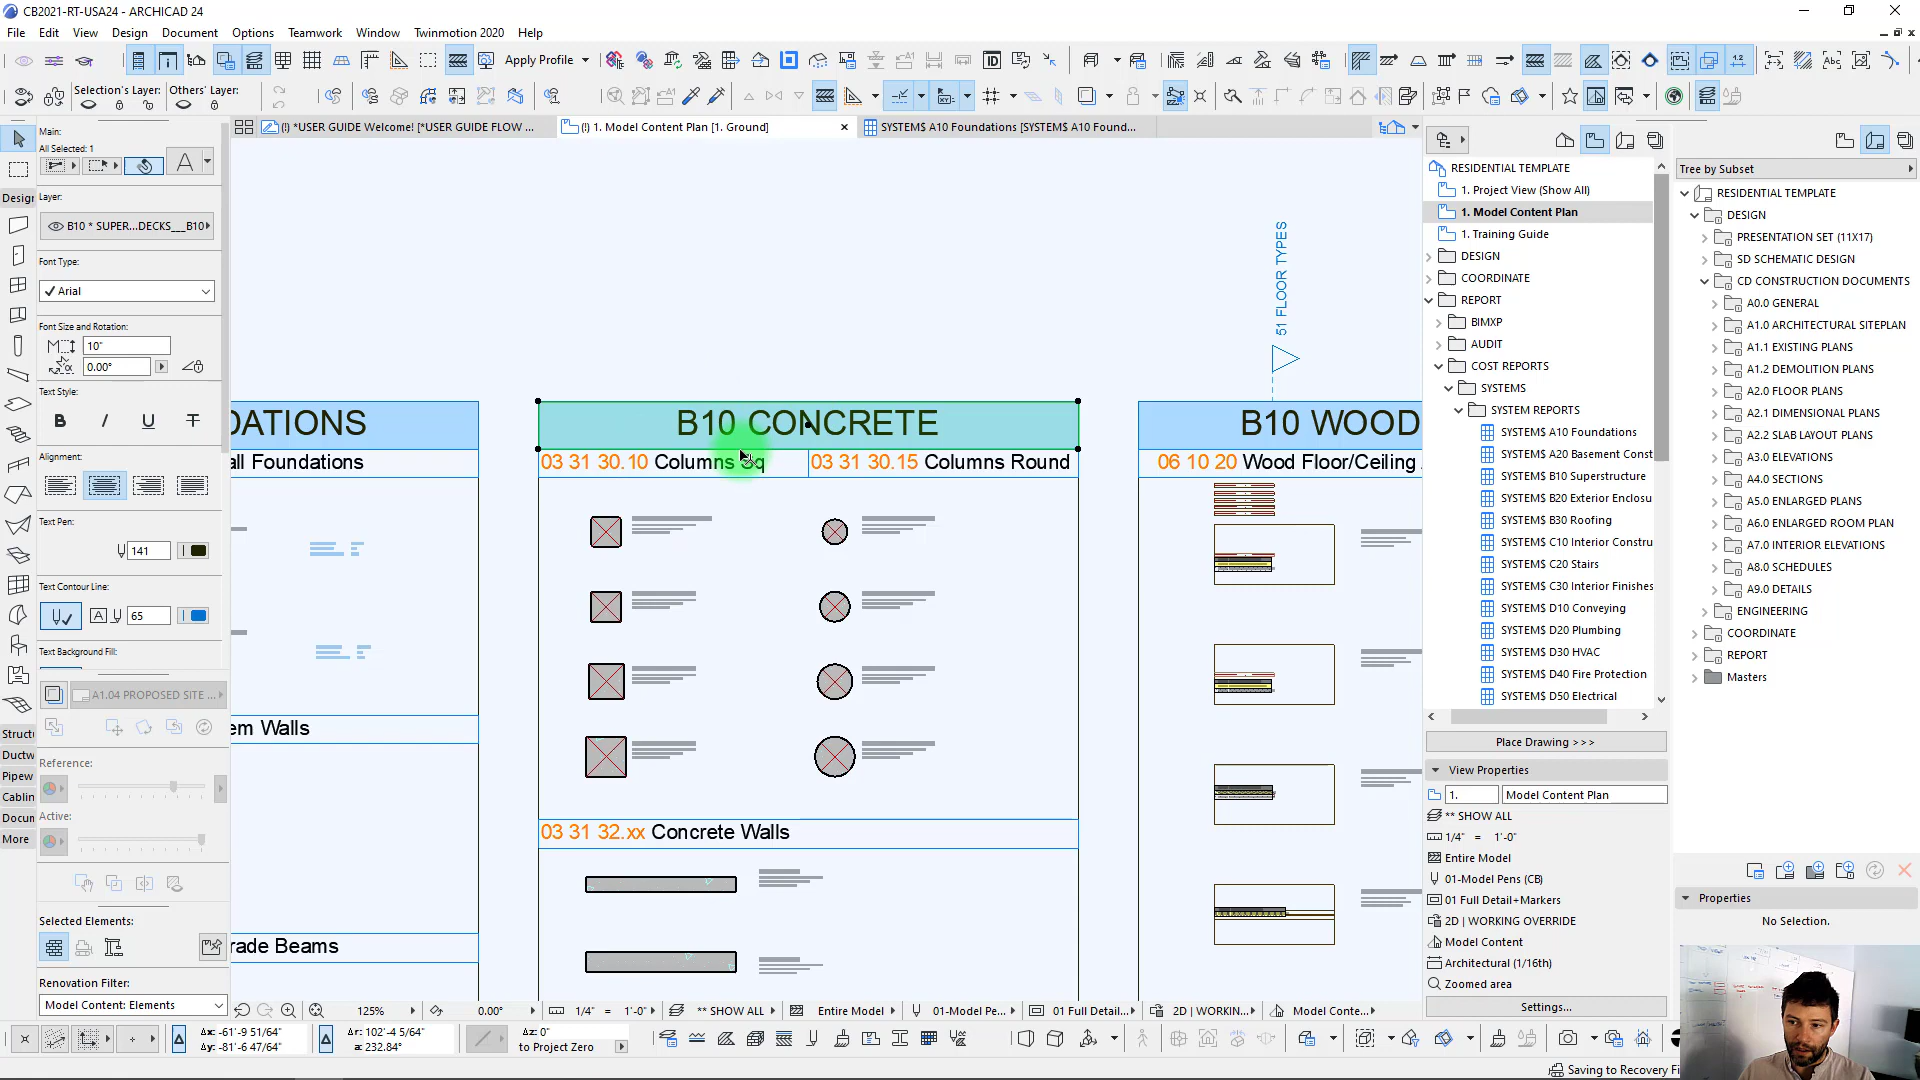 CB2021-RT-USA24 - ARCHICAD 24
File Edit View Design Document Options Teamwork Window Twinmotion 2020 Help
Apply Profile
Selection's Layer: Others' Layer:
(!) *USER GUIDE Welcome! [*USER GUIDE FLOW ...
(!) 1. Model Content Plan [1. Ground]
SYSTEM$ A10 Foundations [SYSTEM$ A10 Found...
Main:
All Selected: 1
Design
Layer:
B10 * SUPER...DECKS___B10
Font Type:
Arial
Font Size and Rotation:
10"
0.00°
Text Style:
B I U T
Alignment:
Text Pen:
141
Text Contour Line:
65
Text Background Fill:
A1.04 PROPOSED SITE ...
Struct
Ductw
Pipew
Cablin
Docum
More
Reference:
Active:
Selected Elements:
Renovation Filter:
Model Content: Elements
51 FLOOR TYPES
DATIONS
all Foundations
em Walls
rade Beams
B10 CONCRETE
03 31 30.10 Columns Sq
03 31 30.15 Columns Round
03 31 32.xx Concrete Walls
B10 WOOD
06 10 20 Wood Floor/Ceiling
RESIDENTIAL TEMPLATE
1. Project View (Show All)
1. Model Content Plan
1. Training Guide
DESIGN
COORDINATE
REPORT
BIMXP
AUDIT
COST REPORTS
SYSTEMS
SYSTEM REPORTS
SYSTEM$ A10 Foundations
SYSTEM$ A20 Basement Const
SYSTEM$ B10 Superstructure
SYSTEM$ B20 Exterior Enclosu
SYSTEM$ B30 Roofing
SYSTEM$ C10 Interior Constru
SYSTEM$ C20 Stairs
SYSTEM$ C30 Interior Finishes
SYSTEM$ D10 Conveying
SYSTEM$ D20 Plumbing
SYSTEM$ D30 HVAC
SYSTEM$ D40 Fire Protection
SYSTEM$ D50 Electrical
Place Drawing >>>
View Properties
1. Model Content Plan
** SHOW ALL
1/4" = 1'-0"
Entire Model
01-Model Pens (CB)
01 Full Detail+Markers
2D | WORKING OVERRIDE
Model Content
Architectural (1/16th)
Zoomed area
Settings...
Tree by Subset
RESIDENTIAL TEMPLATE
DESIGN
PRESENTATION SET (11X17)
SD SCHEMATIC DESIGN
CD CONSTRUCTION DOCUMENTS
A0.0 GENERAL
A1.0 ARCHITECTURAL SITEPLAN
A1.1 EXISTING PLANS
A1.2 DEMOLITION PLANS
A2.0 FLOOR PLANS
A2.1 DIMENSIONAL PLANS
A2.2 SLAB LAYOUT PLANS
A3.0 ELEVATIONS
A4.0 SECTIONS
A5.0 ENLARGED PLANS
A6.0 ENLARGED ROOM PLAN
A7.0 INTERIOR ELEVATIONS
A8.0 SCHEDULES
A9.0 DETAILS
ENGINEERING
COORDINATE
REPORT
Masters
Properties
No Selection.
125% 0.00° 1/4" = 1'-0" ** SHOW ALL Entire Model 01-Model Pe... 01 Full Detail... 2D | WORKIN... Model Conte...
Δx: -61'-9 51/64"
Δy: -81'-6 47/64"
Δr: 102'-4 5/64"
a: 232.84°
Δz: 0"
to Project Zero
Saving to Recovery Fi